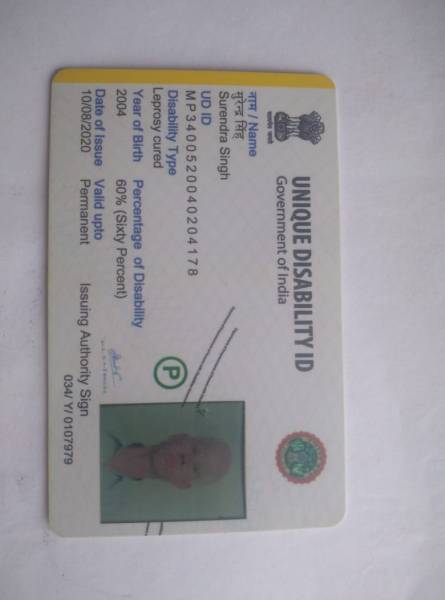 UNIQUE DISABILITY ID
Government of India
नाम / Name
सुरेन्द्र सिंह
Surendra Singh
UD ID
MP3400520040204178
Disability Type
Leprosy cured
Year of Birth Percentage of Disability
2004 60% (Sixty Percent)
Date of Issue Valid upto
10/08/2020 Permanent
P
Issuing Authority Sign
034/ Y/ 0107979